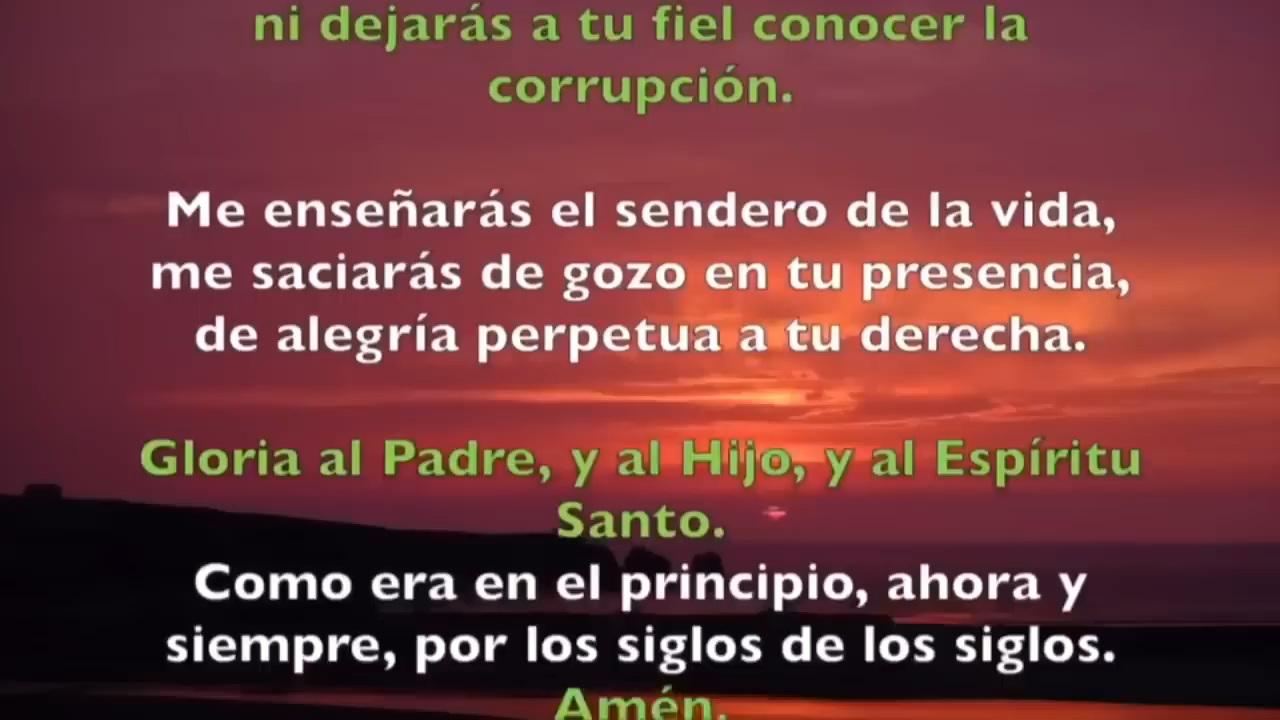 ni dejarás a tu fiel conocer la
corrupción.
Me enseñarás el sendero de la vida,
me saciarás de gozo en tu presencia,
de alegría perpetua a tu derecha.
Gloria al Padre, y al Hijo, y al Espíritu
Santo.
Como era en el principio, ahora y
siempre, por los siglos de los siglos.
Amén.